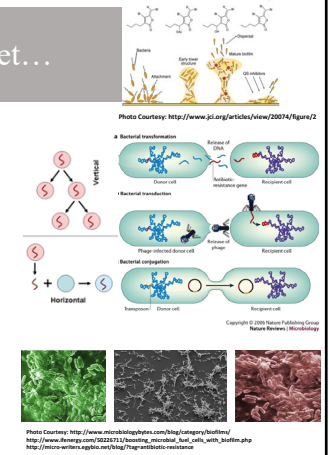 et…
Bacteria
Attachment
Early tower
structure
Mature biofilm
Dispersal
QS inhibitors
Photo Courtesy: http://www.jci.org/articles/view/20074/figure/2
a Bacterial transformation
Release of
DNA
Donor cell
Antibiotic-
resistance gene
Recipient cell
Bacterial transduction
Phage-infected donor cell
Release of
phage
Recipient cell
Bacterial conjugation
Transposon
Donor cell
Recipient cell
Vertical
Horizontal
Copyright © 2006 Nature Publishing Group
Nature Reviews | Microbiology
Photo Courtesy: http://www.microbiologybytes.com/blog/category/biofilms/
http://www.ifenergy.com/50226711/boosting_microbial_fuel_cells_with_biofilm.php
http://micro-writers.egybio.net/blog/?tag=antibiotic-resistance